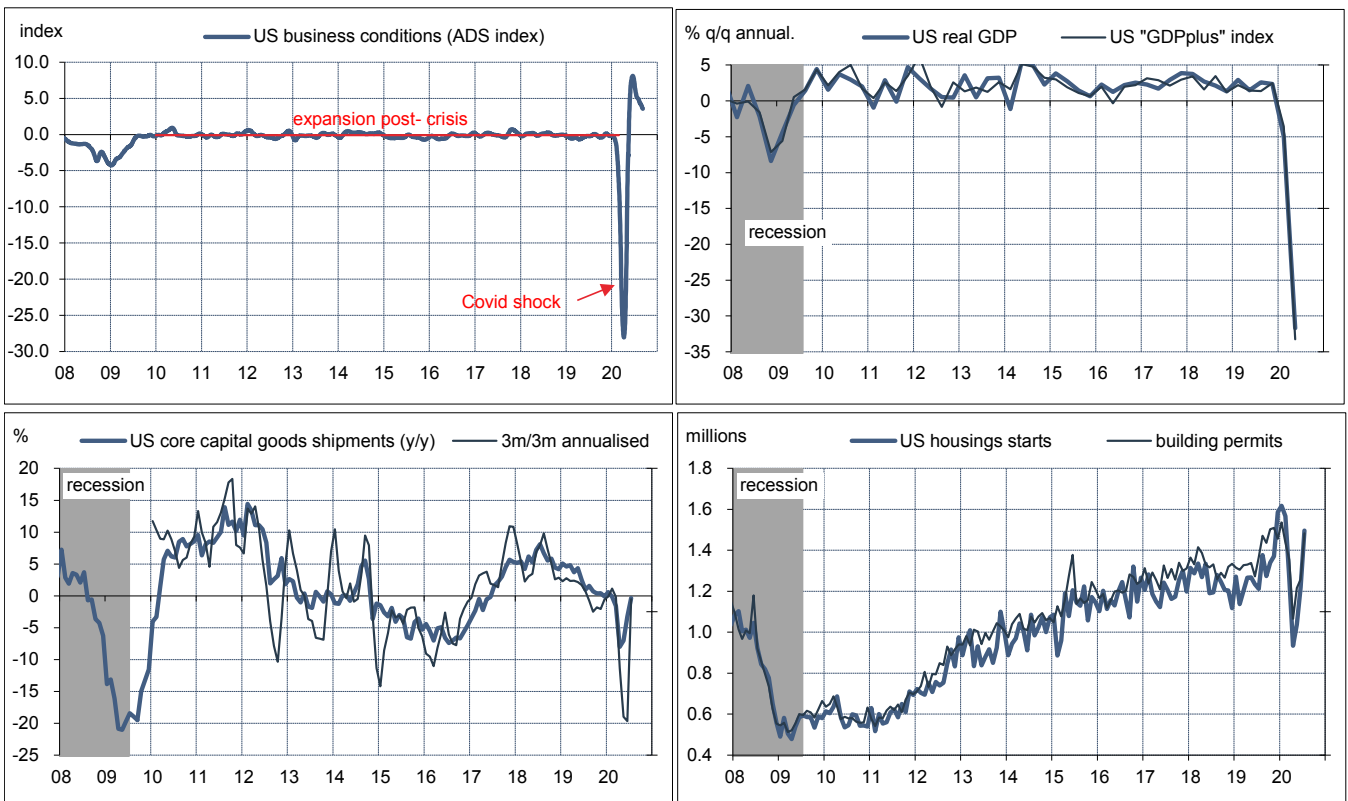 index
US business conditions (ADS index)
10.0
5.0
0.0
-5.0
-10.0
-15.0
-20.0
-25.0
-30.0
expansion post- crisis
Covid shock
08 09 10 11 12 13 14 15 16 17 18 19 20
% q/q annual.
US real GDP
US "GDPplus" index
5
0
-5
-10
-15
-20
-25
-30
-35
recession
08 09 10 11 12 13 14 15 16 17 18 19 20
%
US core capital goods shipments (y/y)
3m/3m annualised
20
15
10
5
0
-5
-10
-15
-20
-25
recession
08 09 10 11 12 13 14 15 16 17 18 19 20
millions
US housings starts
building permits
1.8
1.6
1.4
1.2
1.0
0.8
0.6
0.4
recession
08 09 10 11 12 13 14 15 16 17 18 19 20